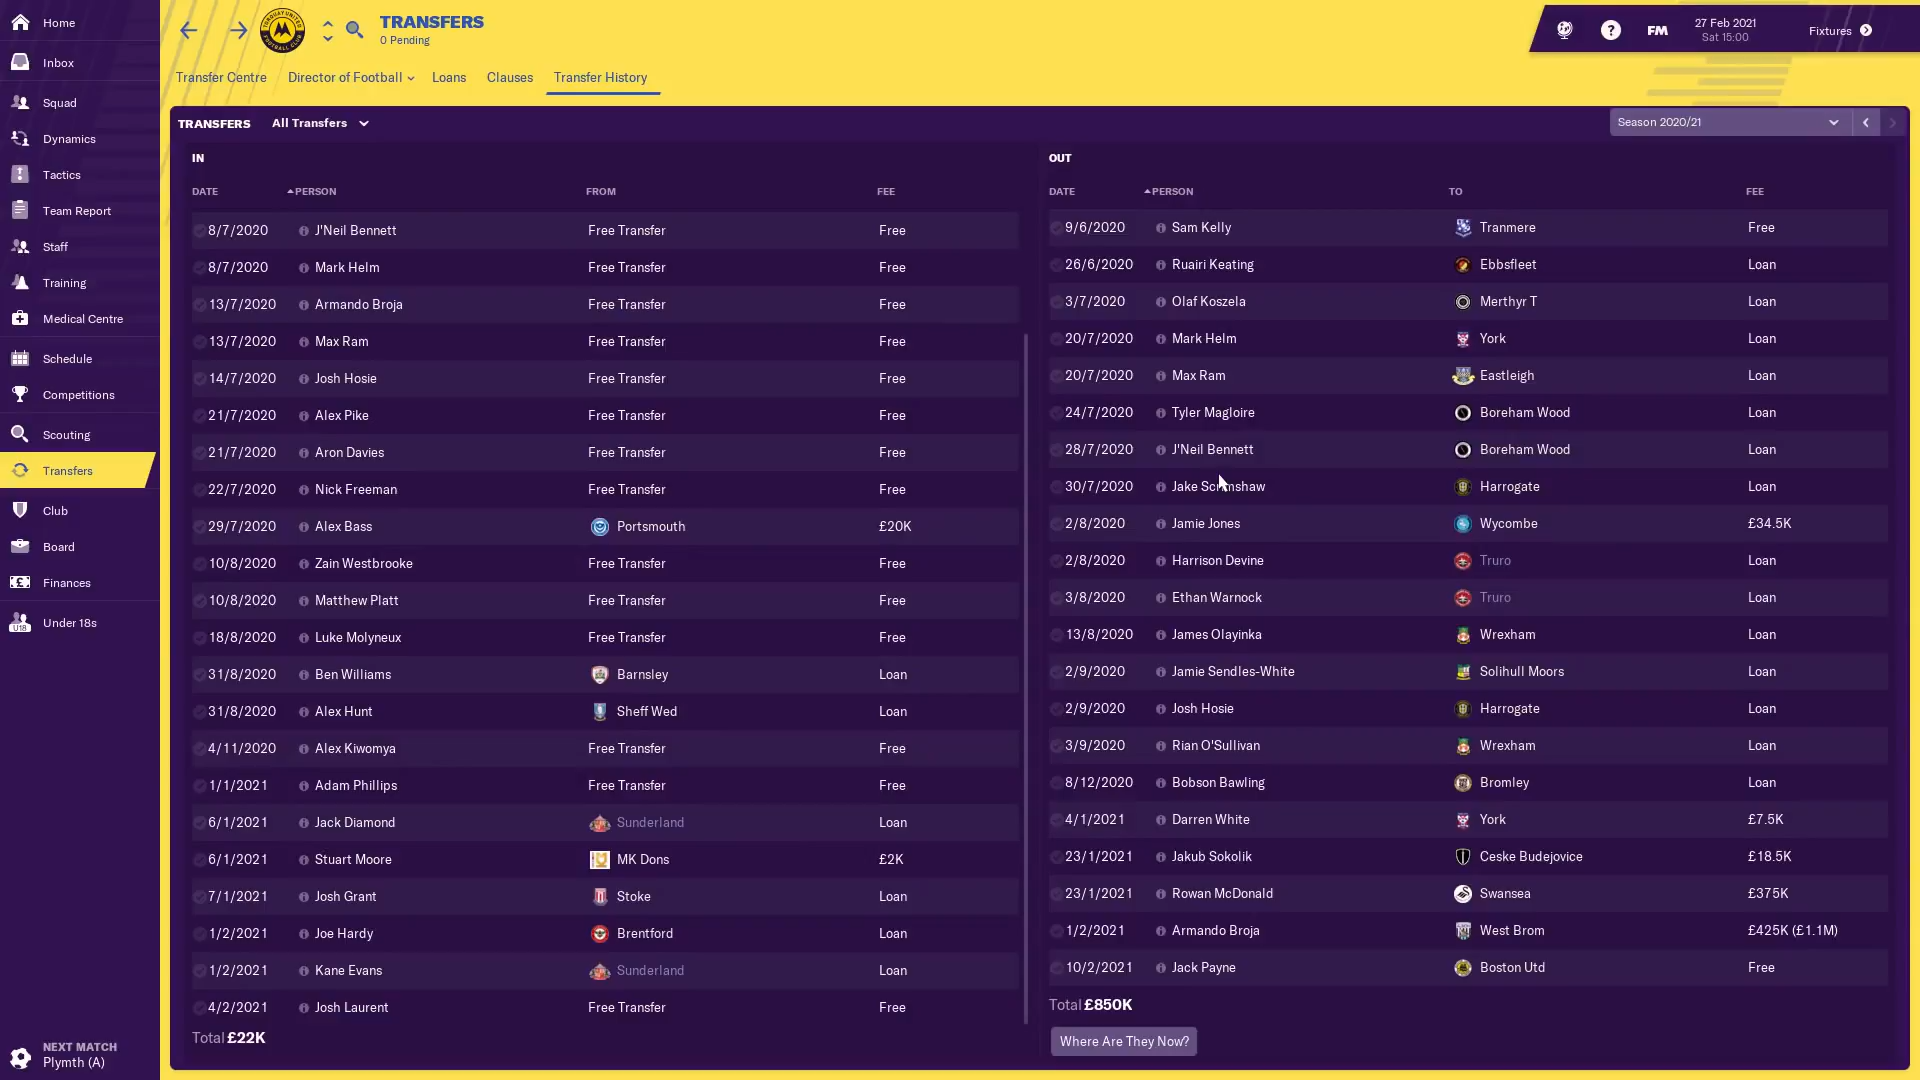 Home
Inbox
Squad
Dynamics
Tactics
Team Report
Staff
Training
Medical Centre
Schedule
Competitions
Scouting
Transfers
Club
Board
Finances
U18 Under 18s
NEXT MATCH
Plymth (A)
TORQUAY UNITED
FOOTBALL CLUB
TRANSFERS
0 Pending
? FM 27 Feb 2021 Fixtures
Sat 15:00
Transfer Centre Director of Football Loans Clauses Transfer History
TRANSFERS All Transfers Season 2020/21
IN
DATE PERSON FROM FEE
8/7/2020 J'Neil Bennett Free Transfer Free
8/7/2020 Mark Helm Free Transfer Free
13/7/2020 Armando Broja Free Transfer Free
13/7/2020 Max Ram Free Transfer Free
14/7/2020 Josh Hosie Free Transfer Free
21/7/2020 Alex Pike Free Transfer Free
21/7/2020 Aron Davies Free Transfer Free
22/7/2020 Nick Freeman Free Transfer Free
29/7/2020 Alex Bass Portsmouth £20K
10/8/2020 Zain Westbrooke Free Transfer Free
10/8/2020 Matthew Platt Free Transfer Free
18/8/2020 Luke Molyneux Free Transfer Free
31/8/2020 Ben Williams Barnsley Loan
31/8/2020 Alex Hunt Sheff Wed Loan
4/11/2020 Alex Kiwomya Free Transfer Free
1/1/2021 Adam Phillips Free Transfer Free
6/1/2021 Jack Diamond Sunderland Loan
6/1/2021 Stuart Moore MK Dons £2K
7/1/2021 Josh Grant Stoke Loan
1/2/2021 Joe Hardy Brentford Loan
1/2/2021 Kane Evans Sunderland Loan
4/2/2021 Josh Laurent Free Transfer Free
Total £22K
OUT
DATE PERSON TO FEE
9/6/2020 Sam Kelly Tranmere Free
26/6/2020 Ruairi Keating Ebbsfleet Loan
3/7/2020 Olaf Koszela Merthyr T Loan
20/7/2020 Mark Helm York Loan
20/7/2020 Max Ram Eastleigh Loan
24/7/2020 Tyler Magloire Boreham Wood Loan
28/7/2020 J'Neil Bennett Boreham Wood Loan
30/7/2020 Jake Scrimshaw Harrogate Loan
2/8/2020 Jamie Jones Wycombe £34.5K
2/8/2020 Harrison Devine Truro Loan
3/8/2020 Ethan Warnock Truro Loan
13/8/2020 James Olayinka Wrexham Loan
2/9/2020 Jamie Sendles-White Solihull Moors Loan
2/9/2020 Josh Hosie Harrogate Loan
3/9/2020 Rian O'Sullivan Wrexham Loan
8/12/2020 Bobson Bawling Bromley Loan
4/1/2021 Darren White York £7.5K
23/1/2021 Jakub Sokolik Ceske Budejovice £18.5K
23/1/2021 Rowan McDonald Swansea £375K
1/2/2021 Armando Broja West Brom £425K (£1.1M)
10/2/2021 Jack Payne Boston Utd Free
Total £850K
Where Are They Now?